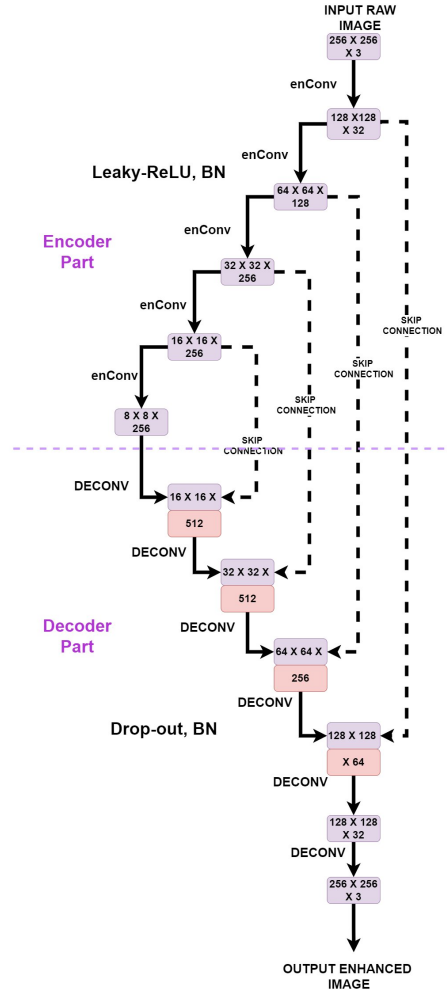 INPUT RAW
IMAGE
256 X 256
X 3
enConv
128 X128
X 32
enConv
Leaky-ReLU, BN
64 X 64 X
128
enConv
Encoder
Part
32 X 32 X
256
enConv
16 X 16 X
256
SKIP
CONNECTION
SKIP
CONNECTION
enConv
SKIP
CONNECTION
8 X 8 X
256
SKIP
CONNECTION
DECONV
16 X 16 X
512
DECONV
32 X 32 X
512
Decoder
Part
DECONV
64 X 64 X
256
DECONV
Drop-out, BN
128 X 128
X 64
DECONV
128 X 128
X 32
DECONV
256 X 256
X 3
OUTPUT ENHANCED
IMAGE